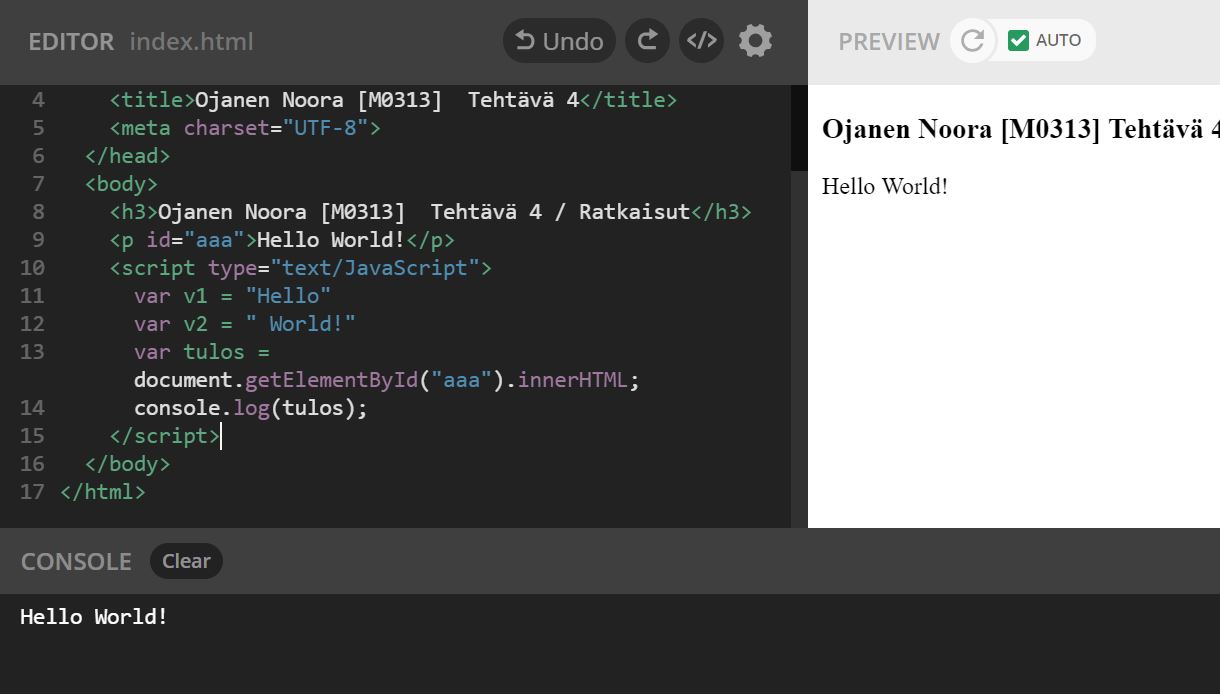 EDITOR index.html Undo </>
PREVIEW AUTO
4 <title>Ojanen Noora [M0313]  Tehtävä 4</title>
5 <meta charset="UTF-8">
6 </head>
7 <body>
8 <h3>Ojanen Noora [M0313]  Tehtävä 4 / Ratkaisut</h3>
9 <p id="aaa">Hello World!</p>
10 <script type="text/JavaScript">
11 var v1 = "Hello"
12 var v2 = " World!"
13 var tulos =
document.getElementById("aaa").innerHTML;
14 console.log(tulos);
15 </script>
16 </body>
17 </html>
Ojanen Noora [M0313] Tehtävä 4
Hello World!
CONSOLE Clear
Hello World!